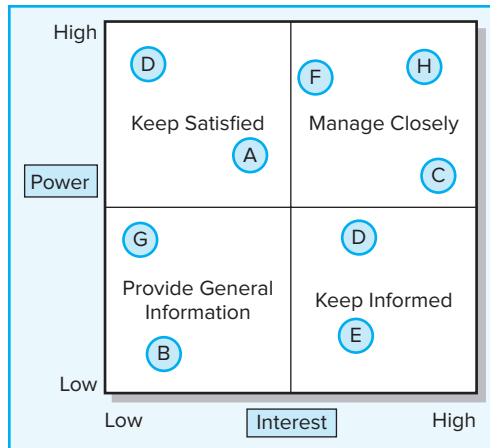 High
D
F
H
Keep Satisfied
Manage Closely
A
C
Power
G
D
Provide General
Information
Keep Informed
E
B
Low
Low
Interest
High